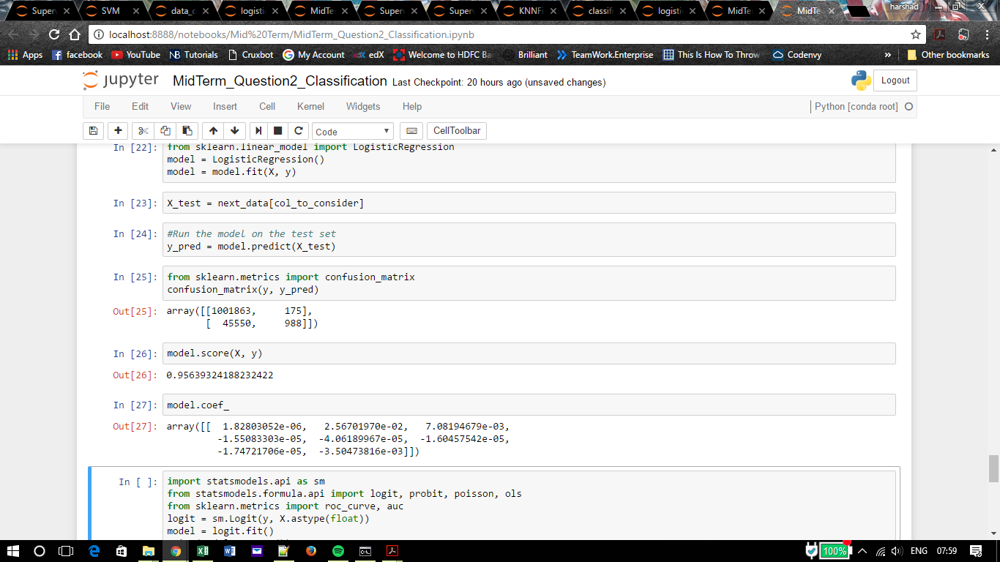 Super
SVM
data_c
logisti
MidTe
Super
Super
KNNFi
classifi
logisti
MidTe
MidTe
harshad
localhost:8888/notebooks/Mid%20Term/MidTerm_Question2_Classification.ipynb
Apps facebook YouTube NB Tutorials Cruxbot My Account edX Welcome to HDFC Ba Brilliant TeamWork.Enterprise This Is How To Throw Codenvy » Other bookmarks
jupyter MidTerm_Question2_Classification Last Checkpoint: 20 hours ago (unsaved changes) Logout
File Edit View Insert Cell Kernel Widgets Help Python [conda root]
Code CellToolbar
In [22]: from sklearn.linear_model import LogisticRegression
model = LogisticRegression()
model = model.fit(X, y)
In [23]: X_test = next_data[col_to_consider]
In [24]: #Run the model on the test set
y_pred = model.predict(X_test)
In [25]: from sklearn.metrics import confusion_matrix
confusion_matrix(y, y_pred)
Out[25]: array([[1001863, 175],
[ 45550, 988]])
In [26]: model.score(X, y)
Out[26]: 0.95639324188232422
In [27]: model.coef_
Out[27]: array([[ 1.82803052e-06, 2.56701970e-02, 7.08194679e-03,
-1.55083303e-05, -4.06189967e-05, -1.60457542e-05,
-1.74721706e-05, -3.50473816e-03]])
In [ ]: import statsmodels.api as sm
from statsmodels.formula.api import logit, probit, poisson, ols
from sklearn.metrics import roc_curve, auc
logit = sm.Logit(y, X.astype(float))
model = logit.fit()
100% ENG 07:59